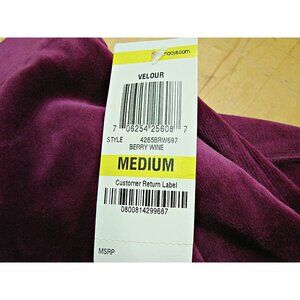 macys.com
VELOUR
7 06254 25608 7
STYLE 4265BRW697
BERRY WINE
MEDIUM
Customer Return Label
0800814299687
MSRP